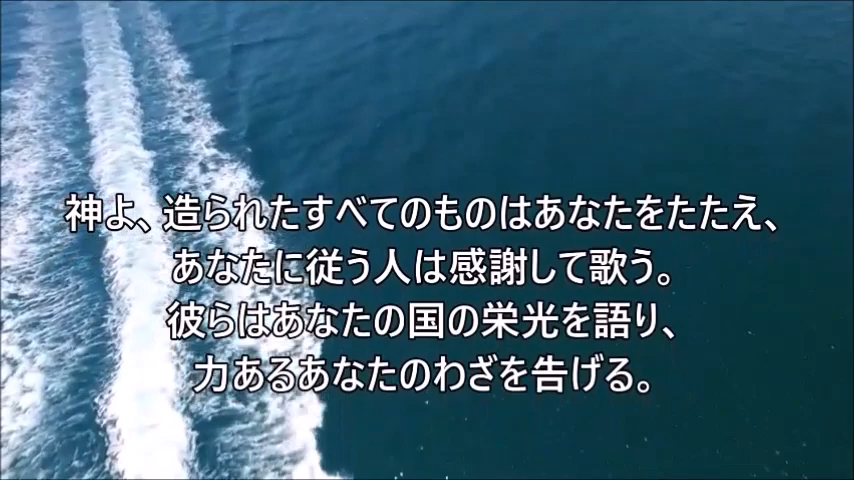 神よ、造られたすべてのものはあなたをたたえ、
あなたに従う人は感謝して歌う。
彼らはあなたの国の栄光を語り、
力あるあなたのわざを告げる。